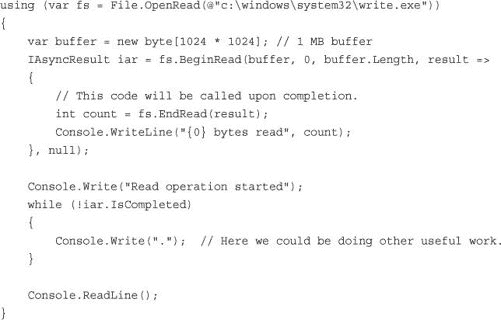 using (var fs = File.OpenRead(@"c:\windows\system32\write.exe"))
{
    var buffer = new byte[1024 * 1024]; // 1 MB buffer
    IAsyncResult iar = fs.BeginRead(buffer, 0, buffer.Length, result =>
    {
        // This code will be called upon completion.
        int count = fs.EndRead(result);
        Console.WriteLine("{0} bytes read", count);
    }, null);

    Console.Write("Read operation started");
    while (!iar.IsCompleted)
    {
        Console.Write(".");  // Here we could be doing other useful work.
    }

    Console.ReadLine();
}